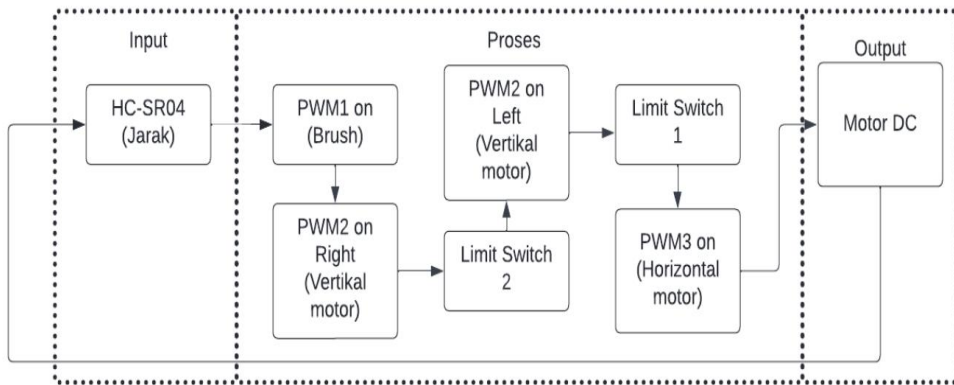 Input
Proses
Output
HC-SR04
(Jarak)
PWM1 on
(Brush)
PWM2 on
Right
(Vertikal
motor)
Limit Switch
2
PWM2 on
Left
(Vertikal
motor)
Limit Switch
1
PWM3 on
(Horizontal
motor)
Motor DC